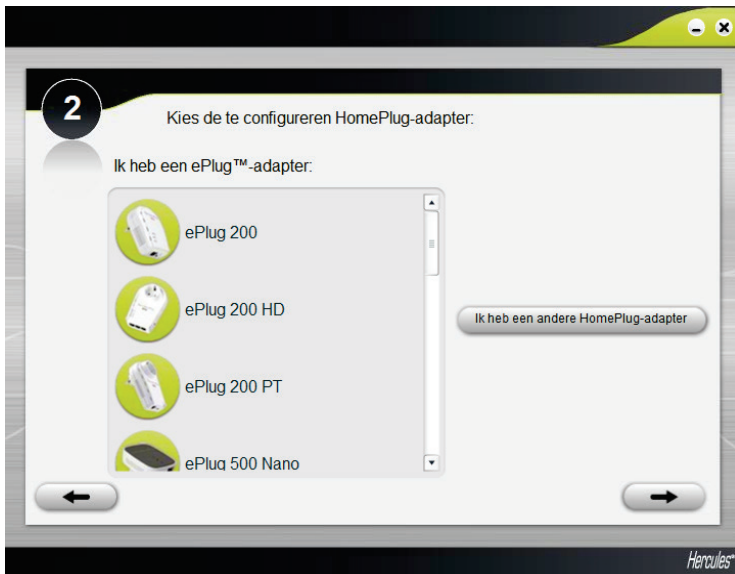 2
Kies de te configureren HomePlug-adapter:
Ik heb een ePlug™-adapter:
ePlug 200
ePlug 200 HD
ePlug 200 PT
ePlug 500 Nano
Ik heb een andere HomePlug-adapter
Hercules®